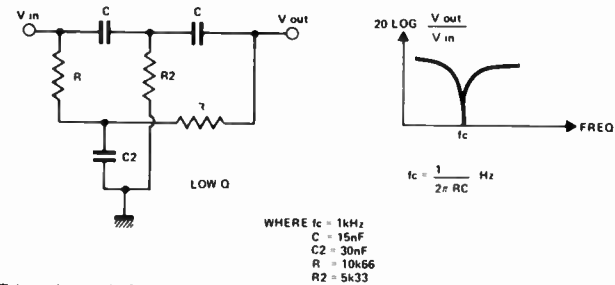 V in
C
C
V out
R
R2
C2
LOW Q
20 LOG V out
V in
FREQ
fc
fc = 1
2π RC Hz
WHERE fc = 1kHz
C = 15nF
C2 = 30nF
R = 10k66
R2 = 5k33